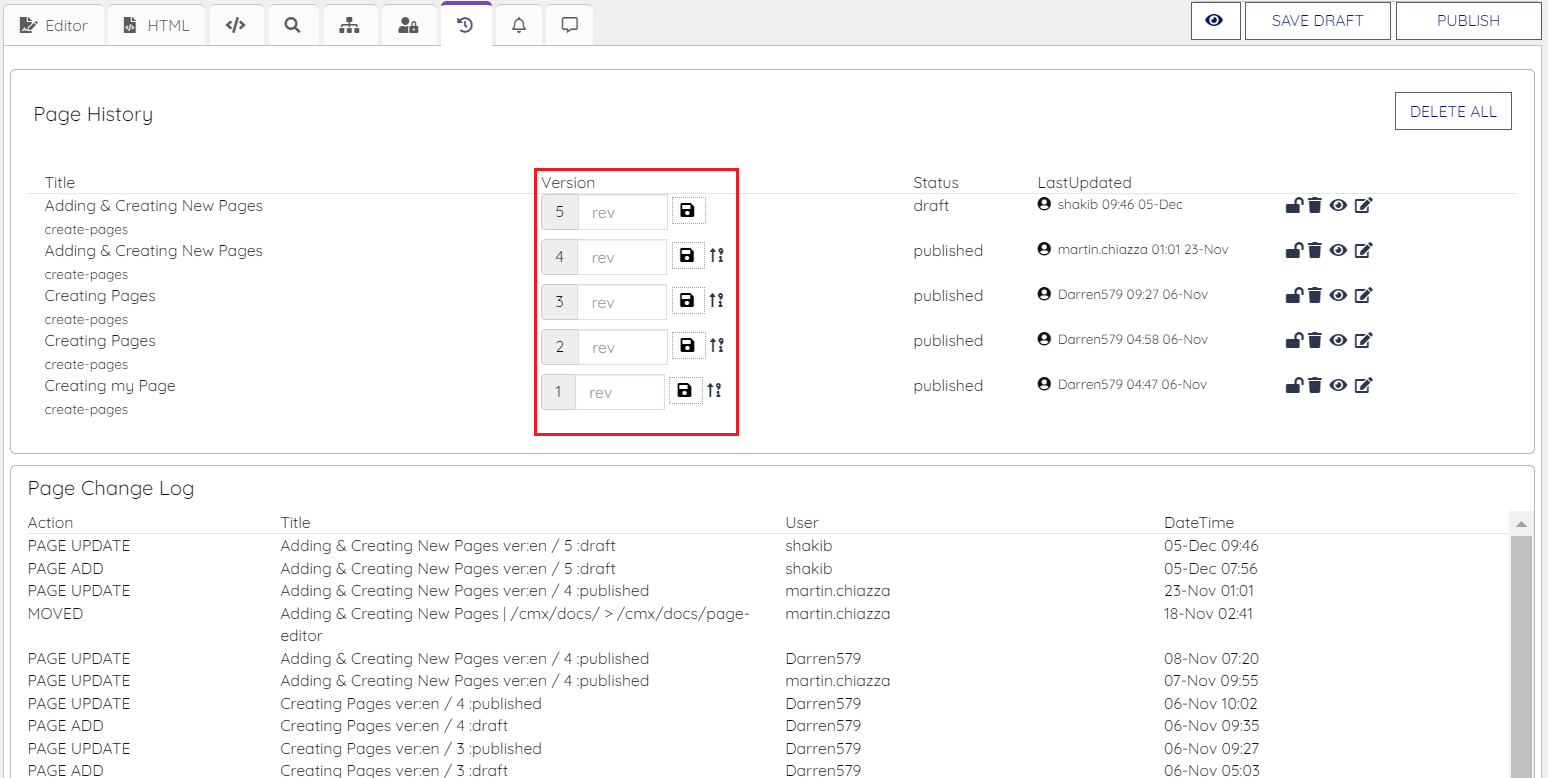 Editor HTML SAVE DRAFT PUBLISH
Page History DELETE ALL
Title Version Status LastUpdated
Adding & Creating New Pages 5 rev draft shakib 09:46 05-Dec
create-pages
Adding & Creating New Pages 4 rev published martin.chiazza 01:01 23-Nov
create-pages
Creating Pages 3 rev published Darren579 09:27 06-Nov
create-pages
Creating Pages 2 rev published Darren579 04:58 06-Nov
create-pages
Creating my Page 1 rev published Darren579 04:47 06-Nov
create-pages
Page Change Log
Action Title User DateTime
PAGE UPDATE Adding & Creating New Pages ver:en / 5 :draft shakib 05-Dec 09:46
PAGE ADD Adding & Creating New Pages ver:en / 5 :draft shakib 05-Dec 07:56
PAGE UPDATE Adding & Creating New Pages ver:en / 4 :published martin.chiazza 23-Nov 01:01
MOVED Adding & Creating New Pages | /cmx/docs/ > /cmx/docs/page- martin.chiazza 18-Nov 02:41
editor
PAGE UPDATE Adding & Creating New Pages ver:en / 4 :published Darren579 08-Nov 07:20
PAGE UPDATE Adding & Creating New Pages ver:en / 4 :published martin.chiazza 07-Nov 09:55
PAGE UPDATE Creating Pages ver:en / 4 :published Darren579 06-Nov 10:02
PAGE ADD Creating Pages ver:en / 4 :draft Darren579 06-Nov 09:35
PAGE UPDATE Creating Pages ver:en / 3 :published Darren579 06-Nov 09:27
PAGE ADD Creating Pages ver:en / 3 :draft Darren579 06-Nov 05:03